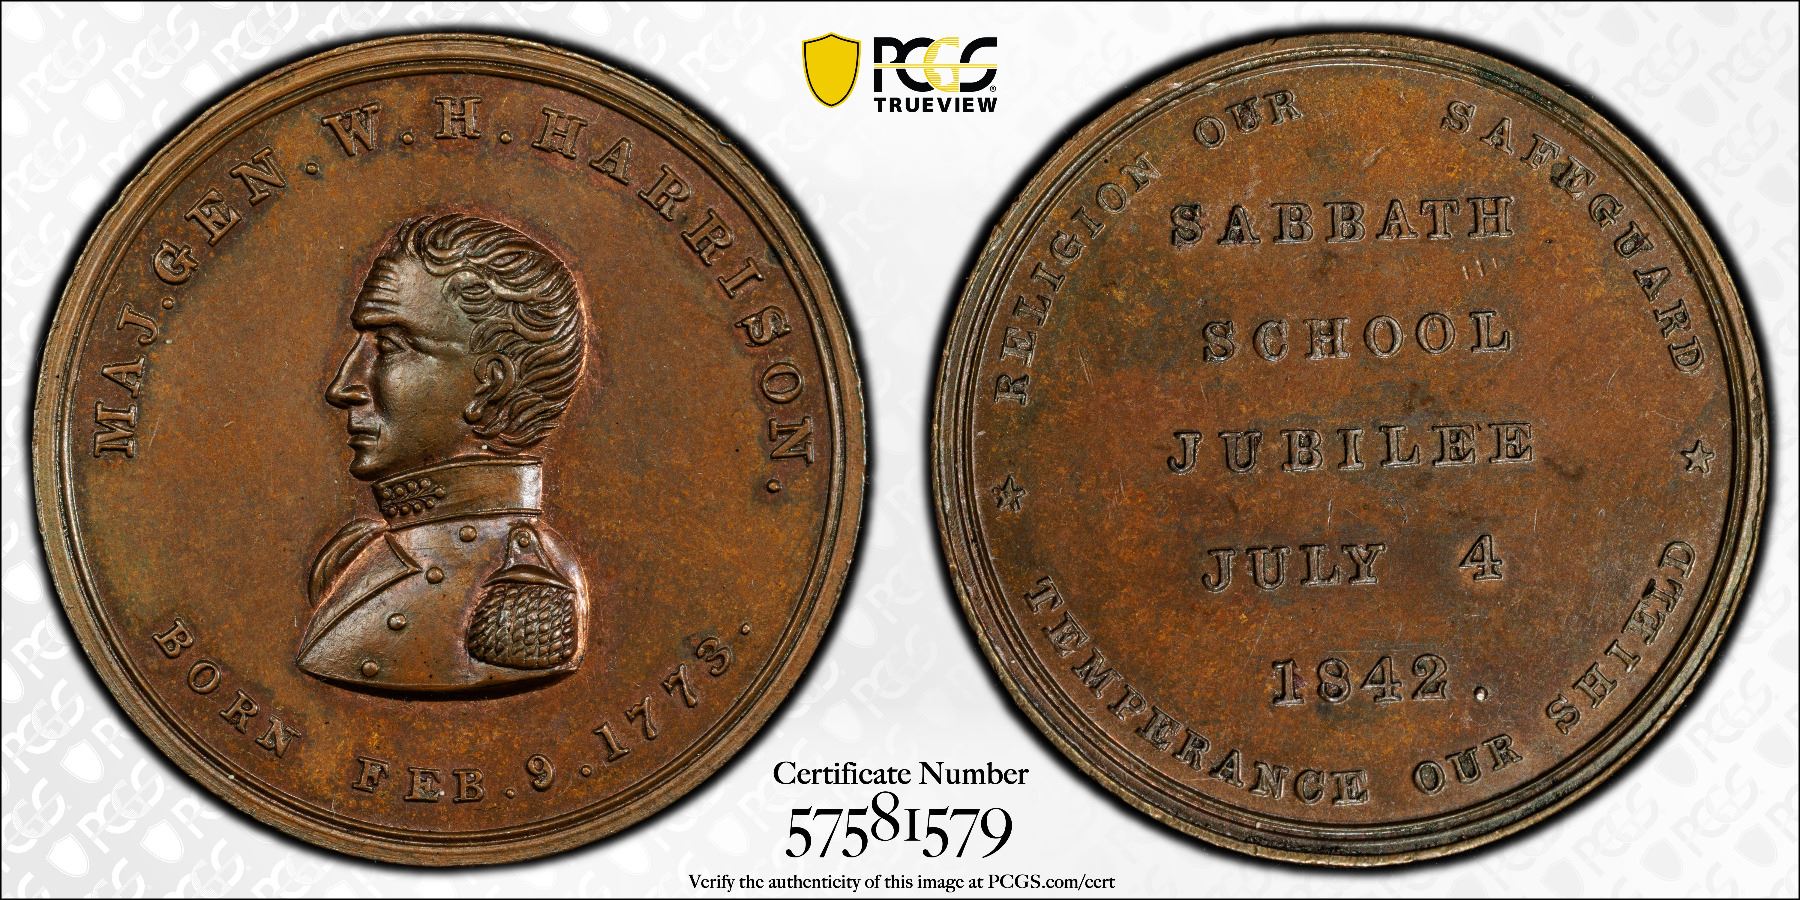 PCGS
TRUEVIEW
MAJ. GEN. W. H. HARRISON.
BORN FEB. 9. 1773.
RELIGION OUR SAFEGUARD
SABBATH
SCHOOL
JUBILEE
JULY 4
1842.
TEMPERANCE OUR SHIELD
Certificate Number
57581579
Verify the authenticity of this image at PCGS.com/cert